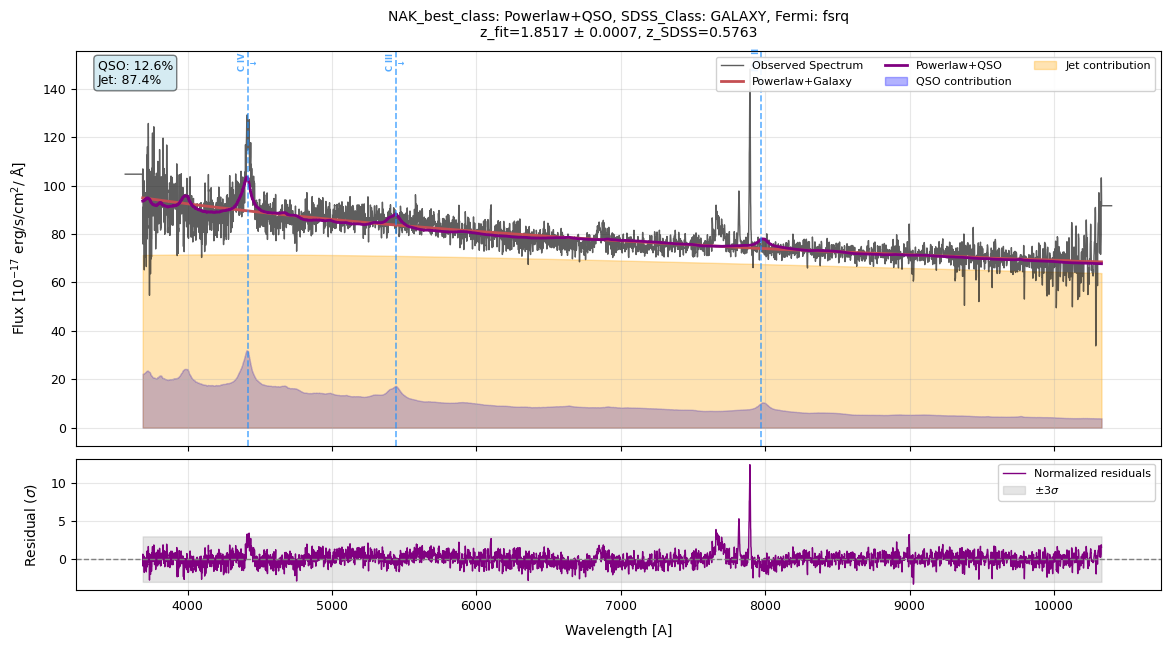 NAK_best_class: Powerlaw+QSO, SDSS_Class: GALAXY, Fermi: fsrq
z_fit=1.8517 ± 0.0007, z_SDSS=0.5763
QSO: 12.6%
Jet: 87.4%
C IV
C III
Observed Spectrum
Powerlaw+Galaxy
Powerlaw+QSO
QSO contribution
Jet contribution
Flux [10⁻¹⁷ erg/s/cm²/ Å]
140
120
100
80
60
40
20
0
Normalized residuals
±3σ
Residual (σ)
10
5
0
4000
5000
6000
7000
8000
9000
10000
Wavelength [A]